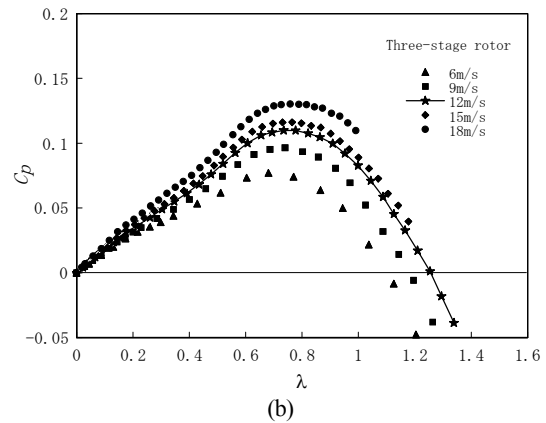 0.2
Three-stage rotor
6m/s
9m/s
12m/s
15m/s
18m/s
0.15
0.1
0.05
0
-0.05
Cp
0 0.2 0.4 0.6 0.8 1 1.2 1.4 1.6
λ
(b)